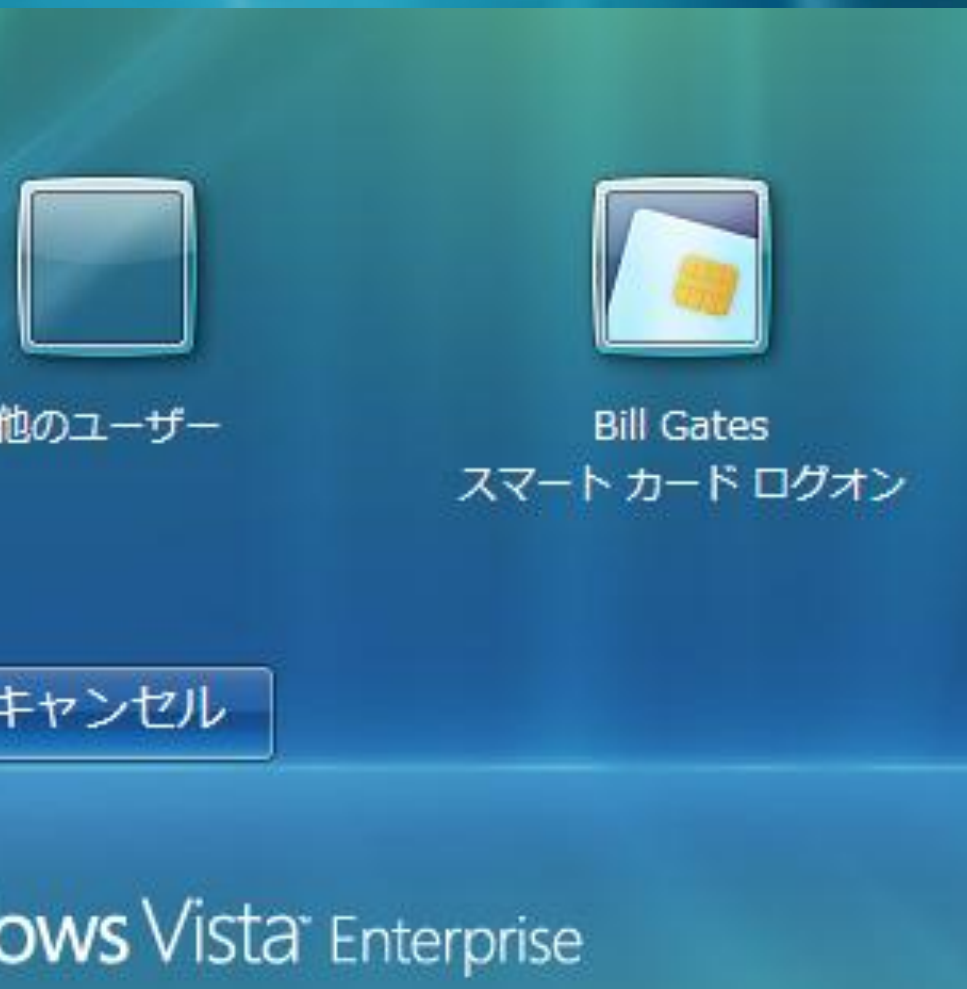 他のユーザー
Bill Gates
スマート カード ログオン
キャンセル
ows Vista™ Enterprise